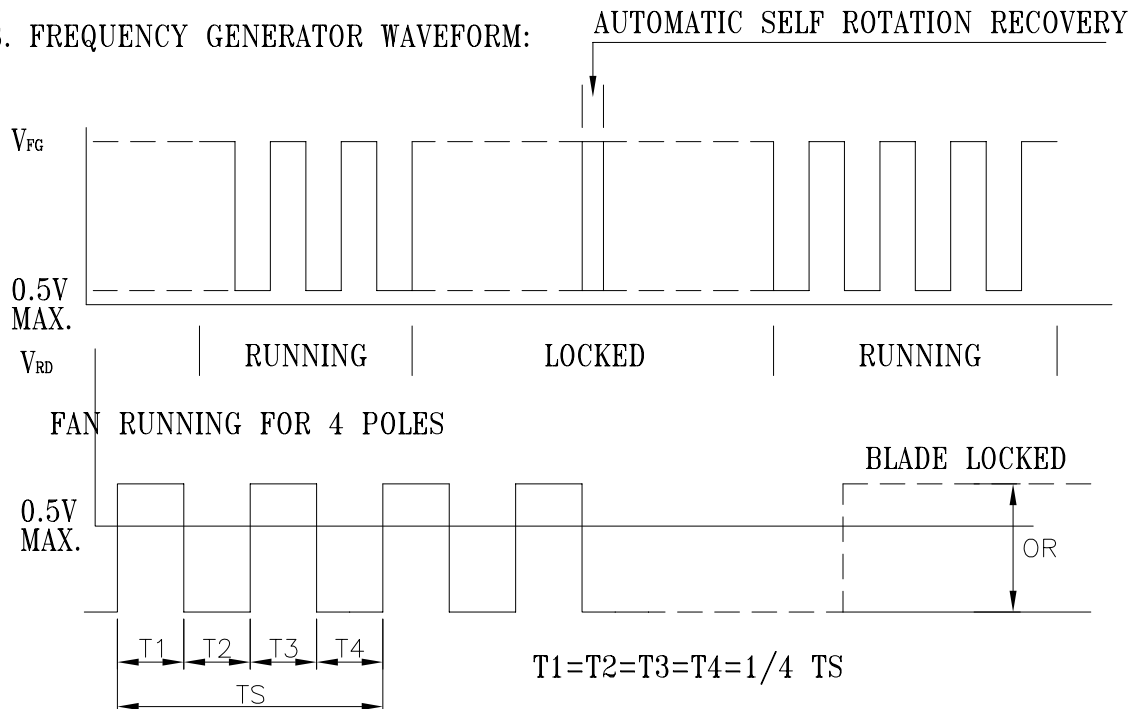 . FREQUENCY GENERATOR WAVEFORM:
AUTOMATIC SELF ROTATION RECOVERY
VFG
0.5V
MAX.
RUNNING
LOCKED
RUNNING
VRD
FAN RUNNING FOR 4 POLES
BLADE LOCKED
0.5V
MAX.
OR
T1
T2
T3
T4
T1=T2=T3=T4=1/4 TS
TS